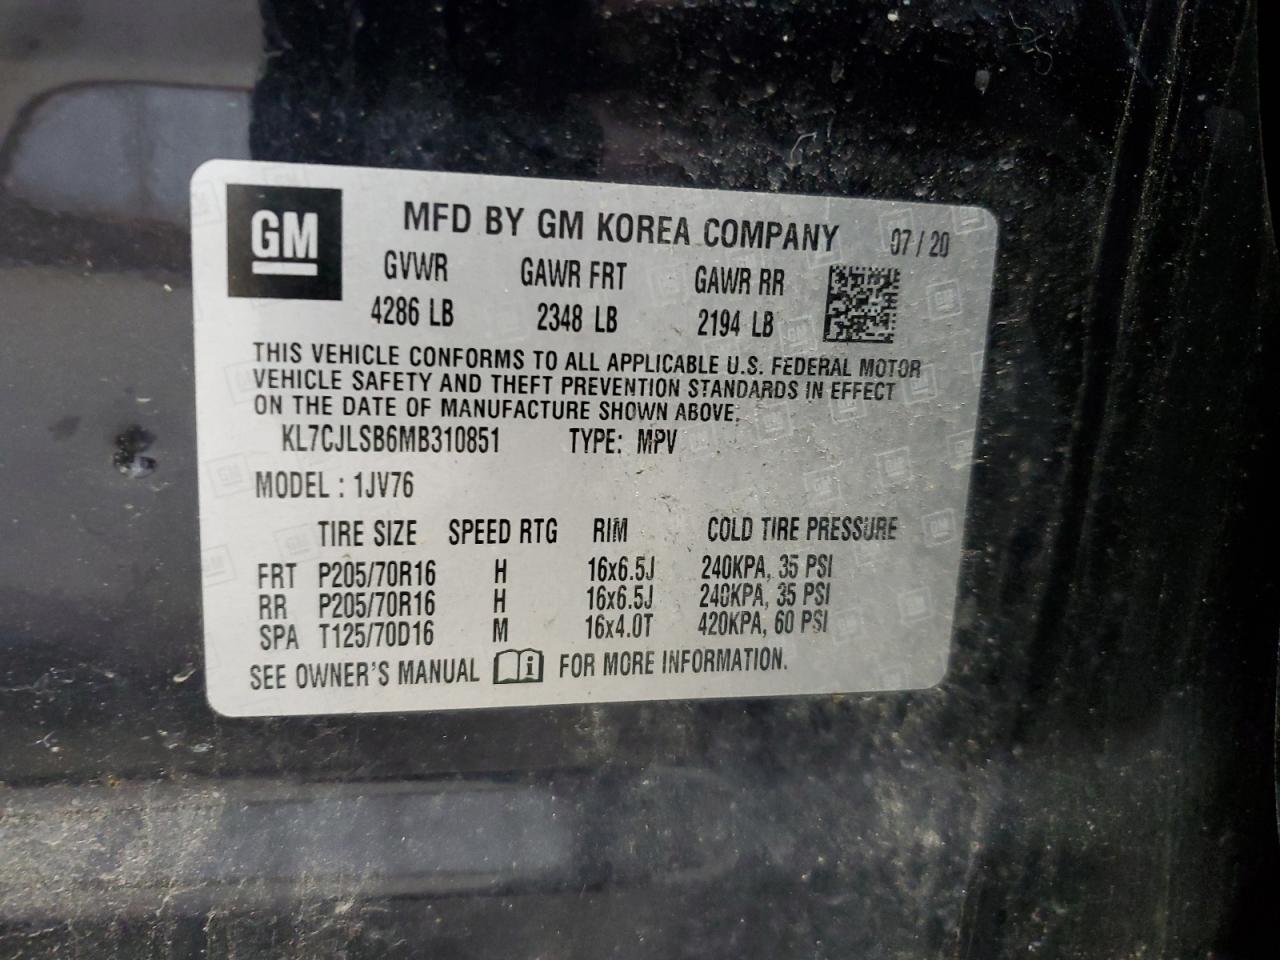 GM
MFD BY GM KOREA COMPANY 07 / 20
GVWR GAWR FRT GAWR RR
4286 LB 2348 LB 2194 LB
THIS VEHICLE CONFORMS TO ALL APPLICABLE U.S. FEDERAL MOTOR
VEHICLE SAFETY AND THEFT PREVENTION STANDARDS IN EFFECT
ON THE DATE OF MANUFACTURE SHOWN ABOVE.
KL7CJLSB6MB310851 TYPE: MPV
MODEL : 1JV76
TIRE SIZE SPEED RTG RIM COLD TIRE PRESSURE
FRT P205/70R16 H 16x6.5J 240KPA, 35 PSI
RR P205/70R16 H 16x6.5J 240KPA, 35 PSI
SPA T125/70D16 M 16x4.0T 420KPA, 60 PSI
SEE OWNER'S MANUAL i FOR MORE INFORMATION.